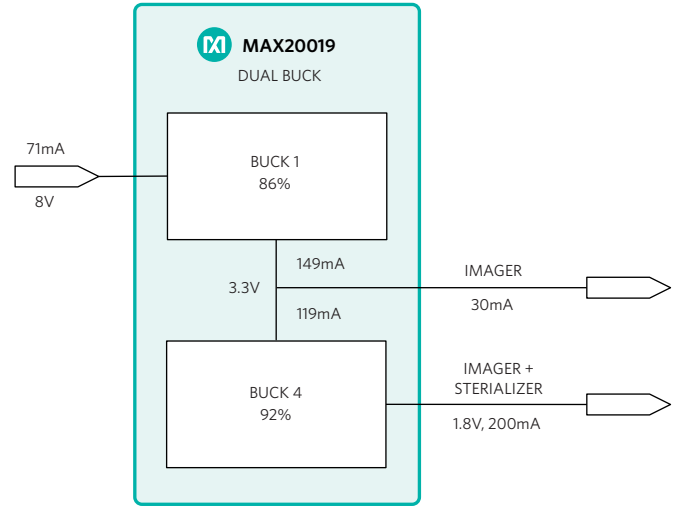 MAX20019
DUAL BUCK
71mA
8V
BUCK 1
86%
149mA
3.3V
119mA
IMAGER
30mA
BUCK 4
92%
IMAGER +
STERIALIZER
1.8V, 200mA